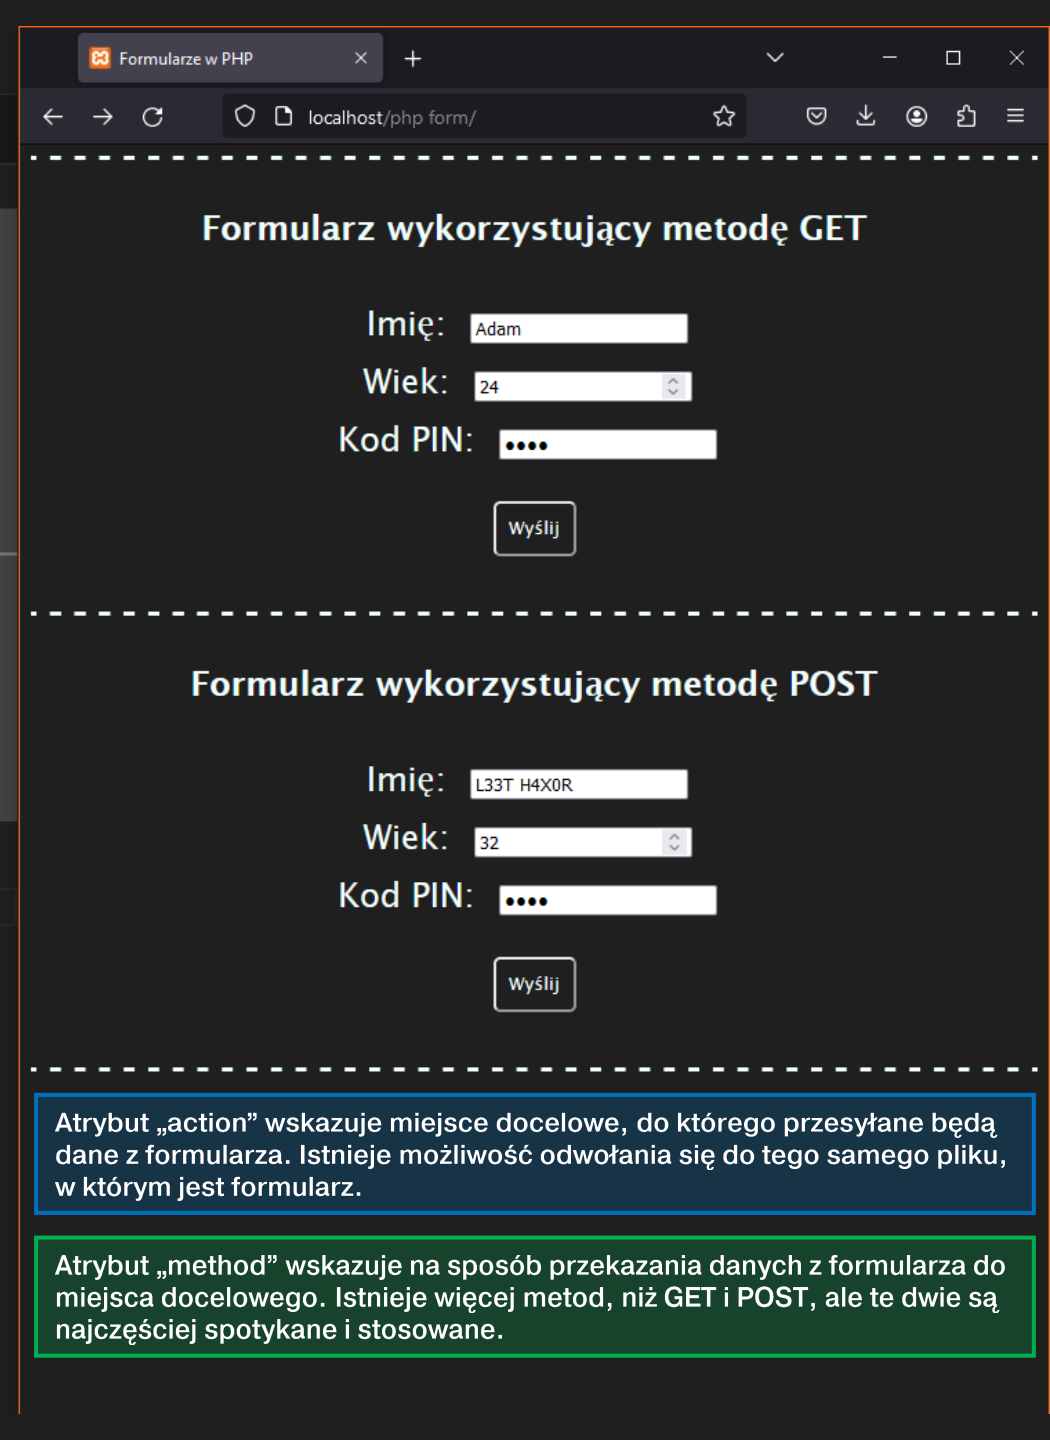 Formularze w PHP
localhost/php form/
Formularz wykorzystujący metodę GET
Imię: Adam
Wiek: 24
Kod PIN: ••••
Wyślij
Formularz wykorzystujący metodę POST
Imię: L33T H4X0R
Wiek: 32
Kod PIN: ••••
Wyślij
Atrybut „action” wskazuje miejsce docelowe, do którego przesyłane będą
dane z formularza. Istnieje możliwość odwołania się do tego samego pliku,
w którym jest formularz.
Atrybut „method” wskazuje na sposób przekazania danych z formularza do
miejsca docelowego. Istnieje więcej metod, niż GET i POST, ale te dwie są
najczęściej spotykane i stosowane.